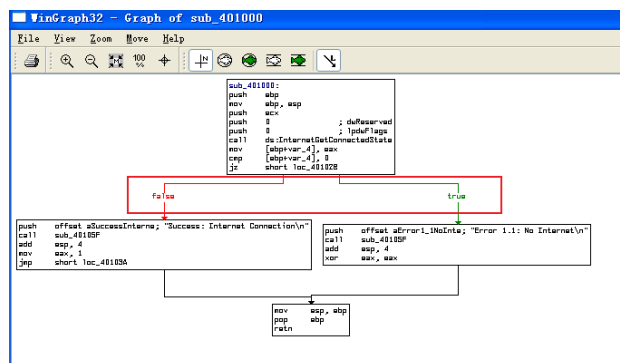 WinGraph32 - Graph of sub_401000
File View Zoom Move Help
100 % N
sub_401000:
push ebp
mov ebp, esp
push ecx
push 0 ; dwReserved
push 0 ; lpdwFlags
call ds:InternetGetConnectedState
mov [ebp+var_4], eax
cmp [ebp+var_4], 0
jz short loc_40102B
false
true
push offset aSuccessInterne; "Success: Internet Connection\n"
call sub_40105F
add esp, 4
mov eax, 1
jmp short loc_40103A
push offset aError1_1NoInte; "Error 1.1: No Internet\n"
call sub_40105F
add esp, 4
xor eax, eax
mov esp, ebp
pop ebp
retn